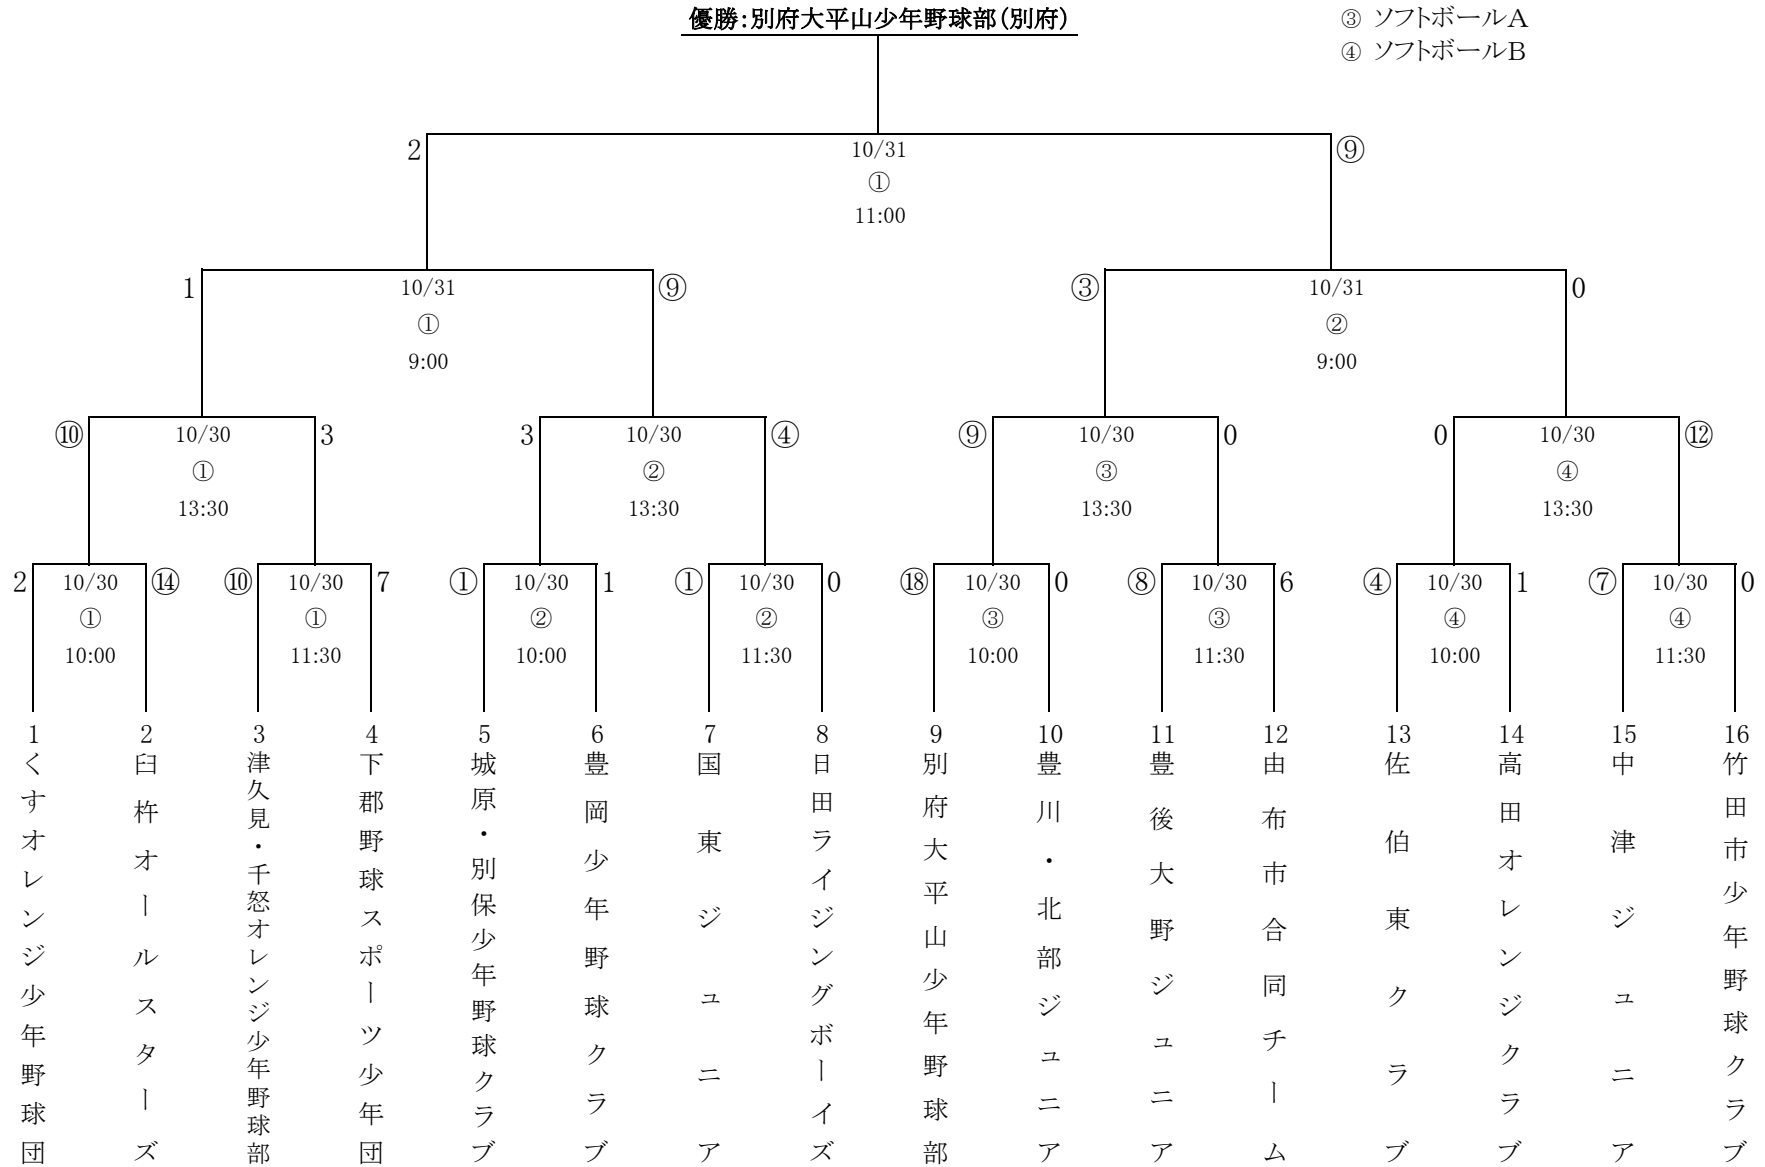 優勝:別府大平山少年野球部(別府)
③ ソフトボールA
④ ソフトボールB
2 10/31 ⑨
①
11:00
1 10/31 ⑨ ③ 10/31 0
① ②
9:00 9:00
⑩ 10/30 3 3 10/30 ④ ⑨ 10/30 0 0 10/30 ⑫
① ② ③ ④
13:30 13:30 13:30 13:30
2 10/30 ⑭ ⑩ 10/30 7 ① 10/30 1 ① 10/30 0 ⑱ 10/30 0 ⑧ 10/30 6 ④ 10/30 1 ⑦ 10/30 0
① ① ② ② ③ ③ ④ ④
10:00 11:30 10:00 11:30 10:00 11:30 10:00 11:30
1 くすオレンジ少年野球団
2 臼杵オールスターズ
3 津久見・千怒オレンジ少年野球部
4 下郡野球スポーツ少年団
5 城原・別保少年野球クラブ
6 豊岡少年野球クラブ
7 国東ジュニア
8 日田ライジングボーイズ
9 別府大平山少年野球部
10 豊川・北部ジュニア
11 豊後大野ジュニア
12 由布市合同チーム
13 佐伯東クラブ
14 高田オレンジクラブ
15 中津ジュニア
16 竹田市少年野球クラブ